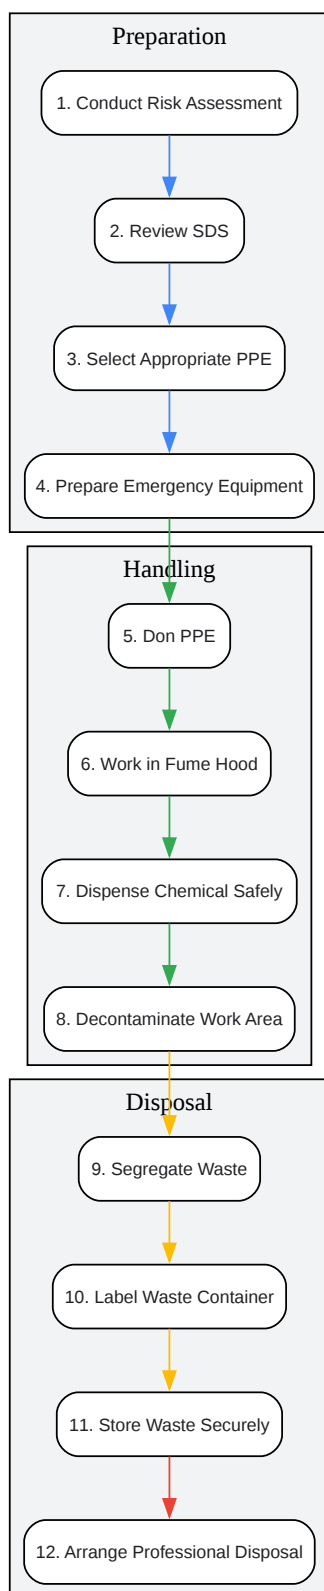 Preparation
1. Conduct Risk Assessment
2. Review SDS
3. Select Appropriate PPE
4. Prepare Emergency Equipment
Handling
5. Don PPE
6. Work in Fume Hood
7. Dispense Chemical Safely
8. Decontaminate Work Area
Disposal
9. Segregate Waste
10. Label Waste Container
11. Store Waste Securely
12. Arrange Professional Disposal